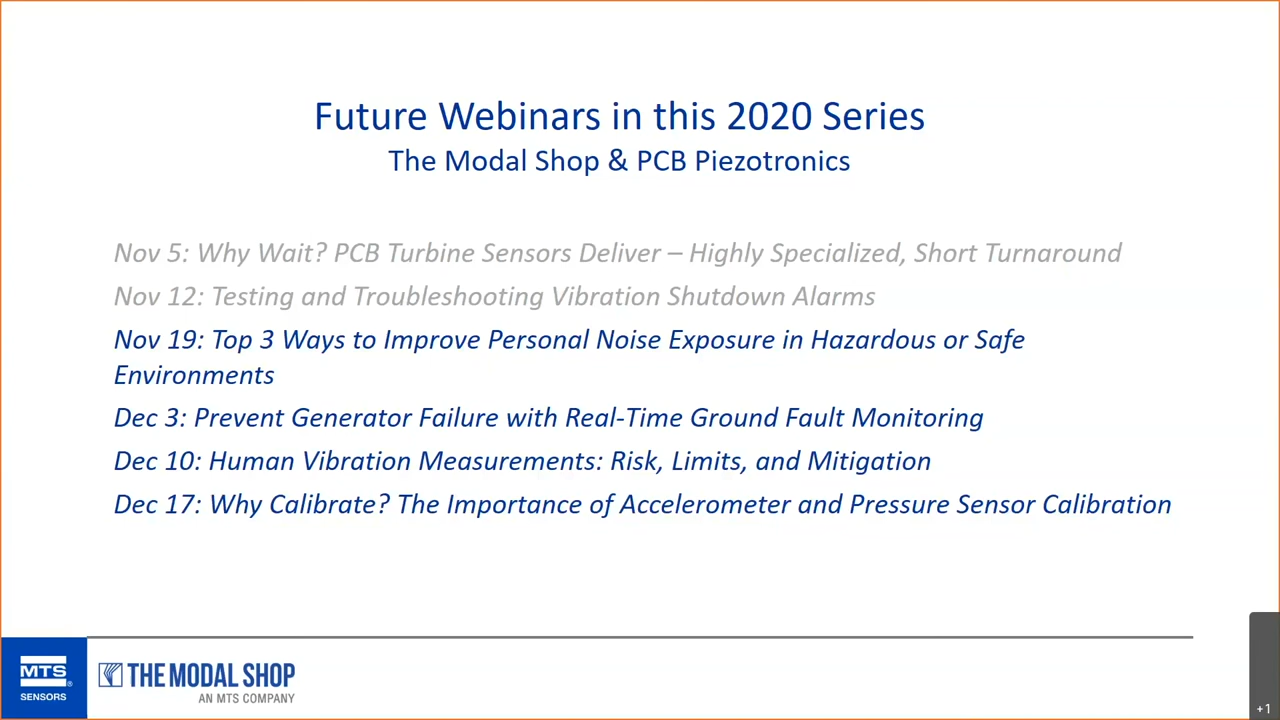 Future Webinars in this 2020 Series
The Modal Shop & PCB Piezotronics
Nov 5: Why Wait? PCB Turbine Sensors Deliver – Highly Specialized, Short Turnaround
Nov 12: Testing and Troubleshooting Vibration Shutdown Alarms
Nov 19: Top 3 Ways to Improve Personal Noise Exposure in Hazardous or Safe
Environments
Dec 3: Prevent Generator Failure with Real-Time Ground Fault Monitoring
Dec 10: Human Vibration Measurements: Risk, Limits, and Mitigation
Dec 17: Why Calibrate? The Importance of Accelerometer and Pressure Sensor Calibration
MTS®
SENSORS
THE MODAL SHOP
AN MTS COMPANY
+1